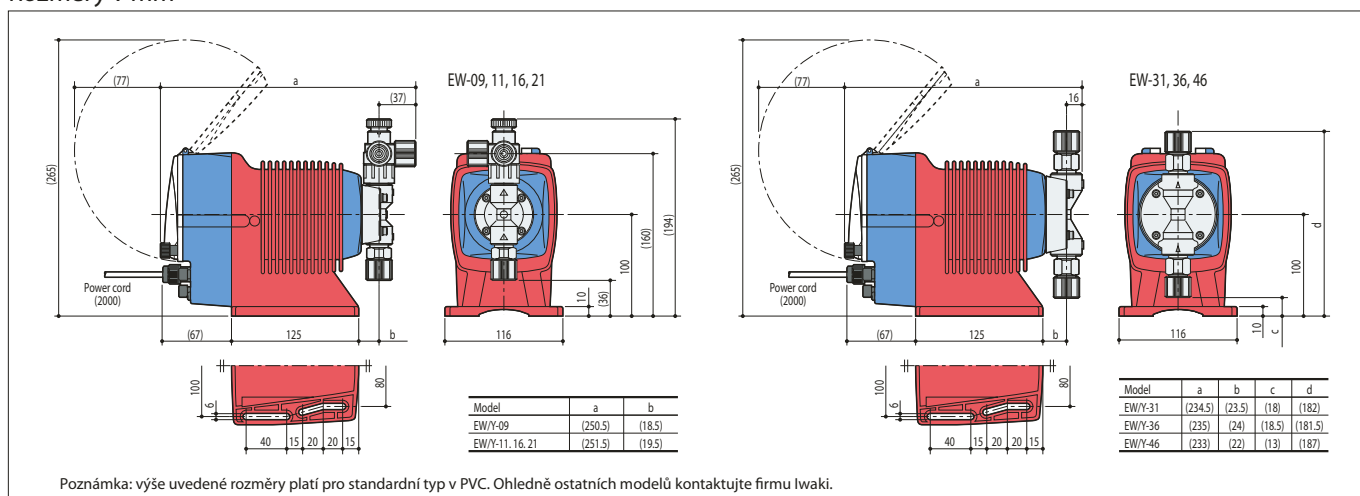 (77)
a
(37)
EW-09, 11, 16, 21
(265)
(194)
(160)
100
10
(36)
Power cord
(2000)
(67)
125
b
116
100
6
80
40
15
20
20
15
Model a b
EW/Y-09 (250.5) (18.5)
EW/Y-11. 16. 21 (251.5) (19.5)
(77)
a
16
EW-31, 36, 46
(265)
d
100
10
c
Power cord
(2000)
(67)
125
b
116
100
6
80
40
15
20
20
15
Model a b c d
EW/Y-31 (234.5) (23.5) (18) (182)
EW/Y-36 (235) (24) (18.5) (181.5)
EW/Y-46 (233) (22) (13) (187)
Poznámka: výše uvedené rozměry platí pro standardní typ v PVC. Ohledně ostatních modelů kontaktujte firmu Iwaki.